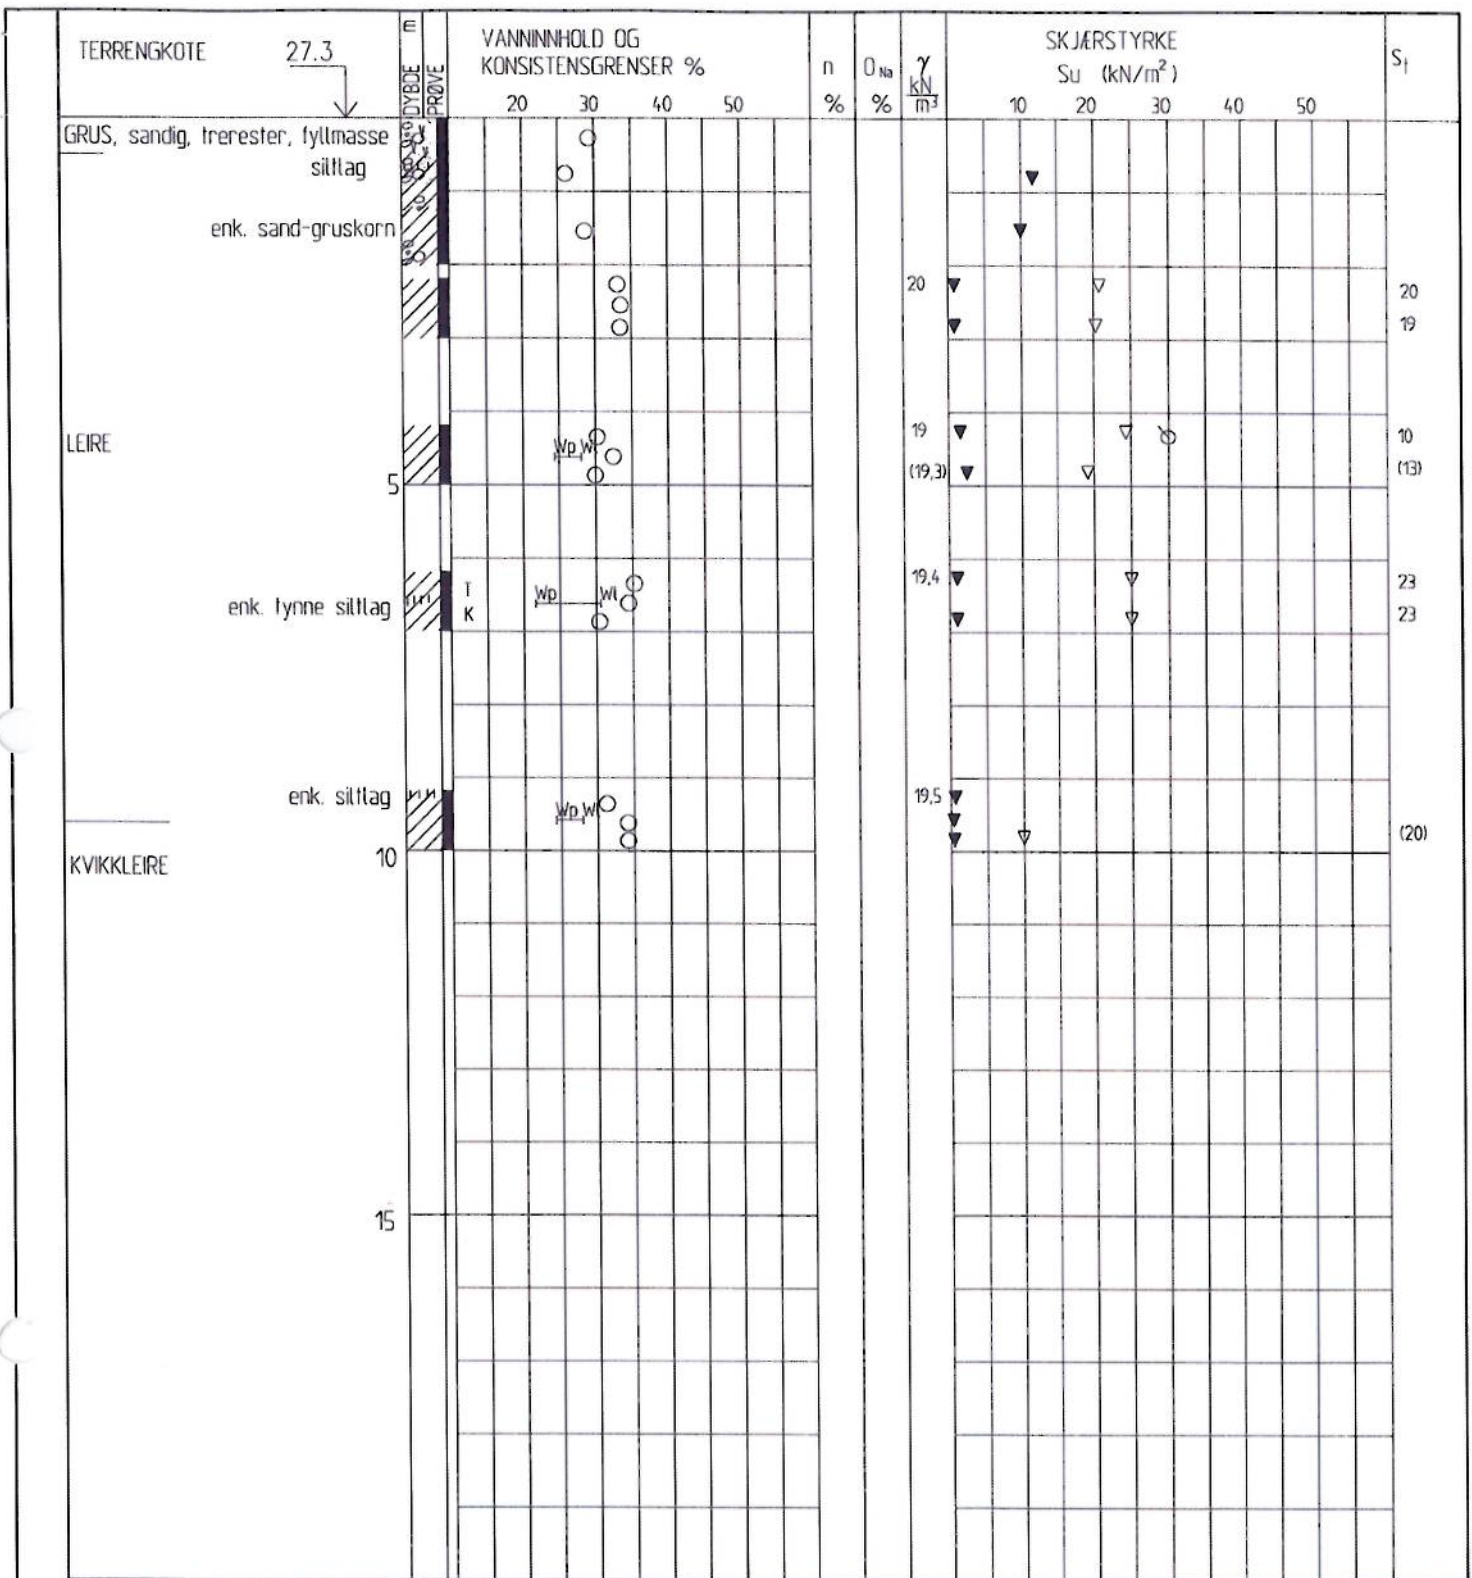 TERRENGKOTE 27.3
m
DYBDE
PRØVE
VANNINNHOLD OG
KONSISTENSGRENSER %
20 30 40 50
n
%
O Na
%
γ
kN
m³
SKJÆRSTYRKE
Su (kN/m²)
10 20 30 40 50
St
GRUS, sandig, trerester, fyllmasse
siltlag
enk. sand-gruskorn
20 20
19
LEIRE
Wp W
19 10
(19,3) (13)
5
enk. tynne siltlag
T
K
Wp Wl
19,4 23
23
enk. siltlag
Wp W
19,5
(20)
10
KVIKKLEIRE
15